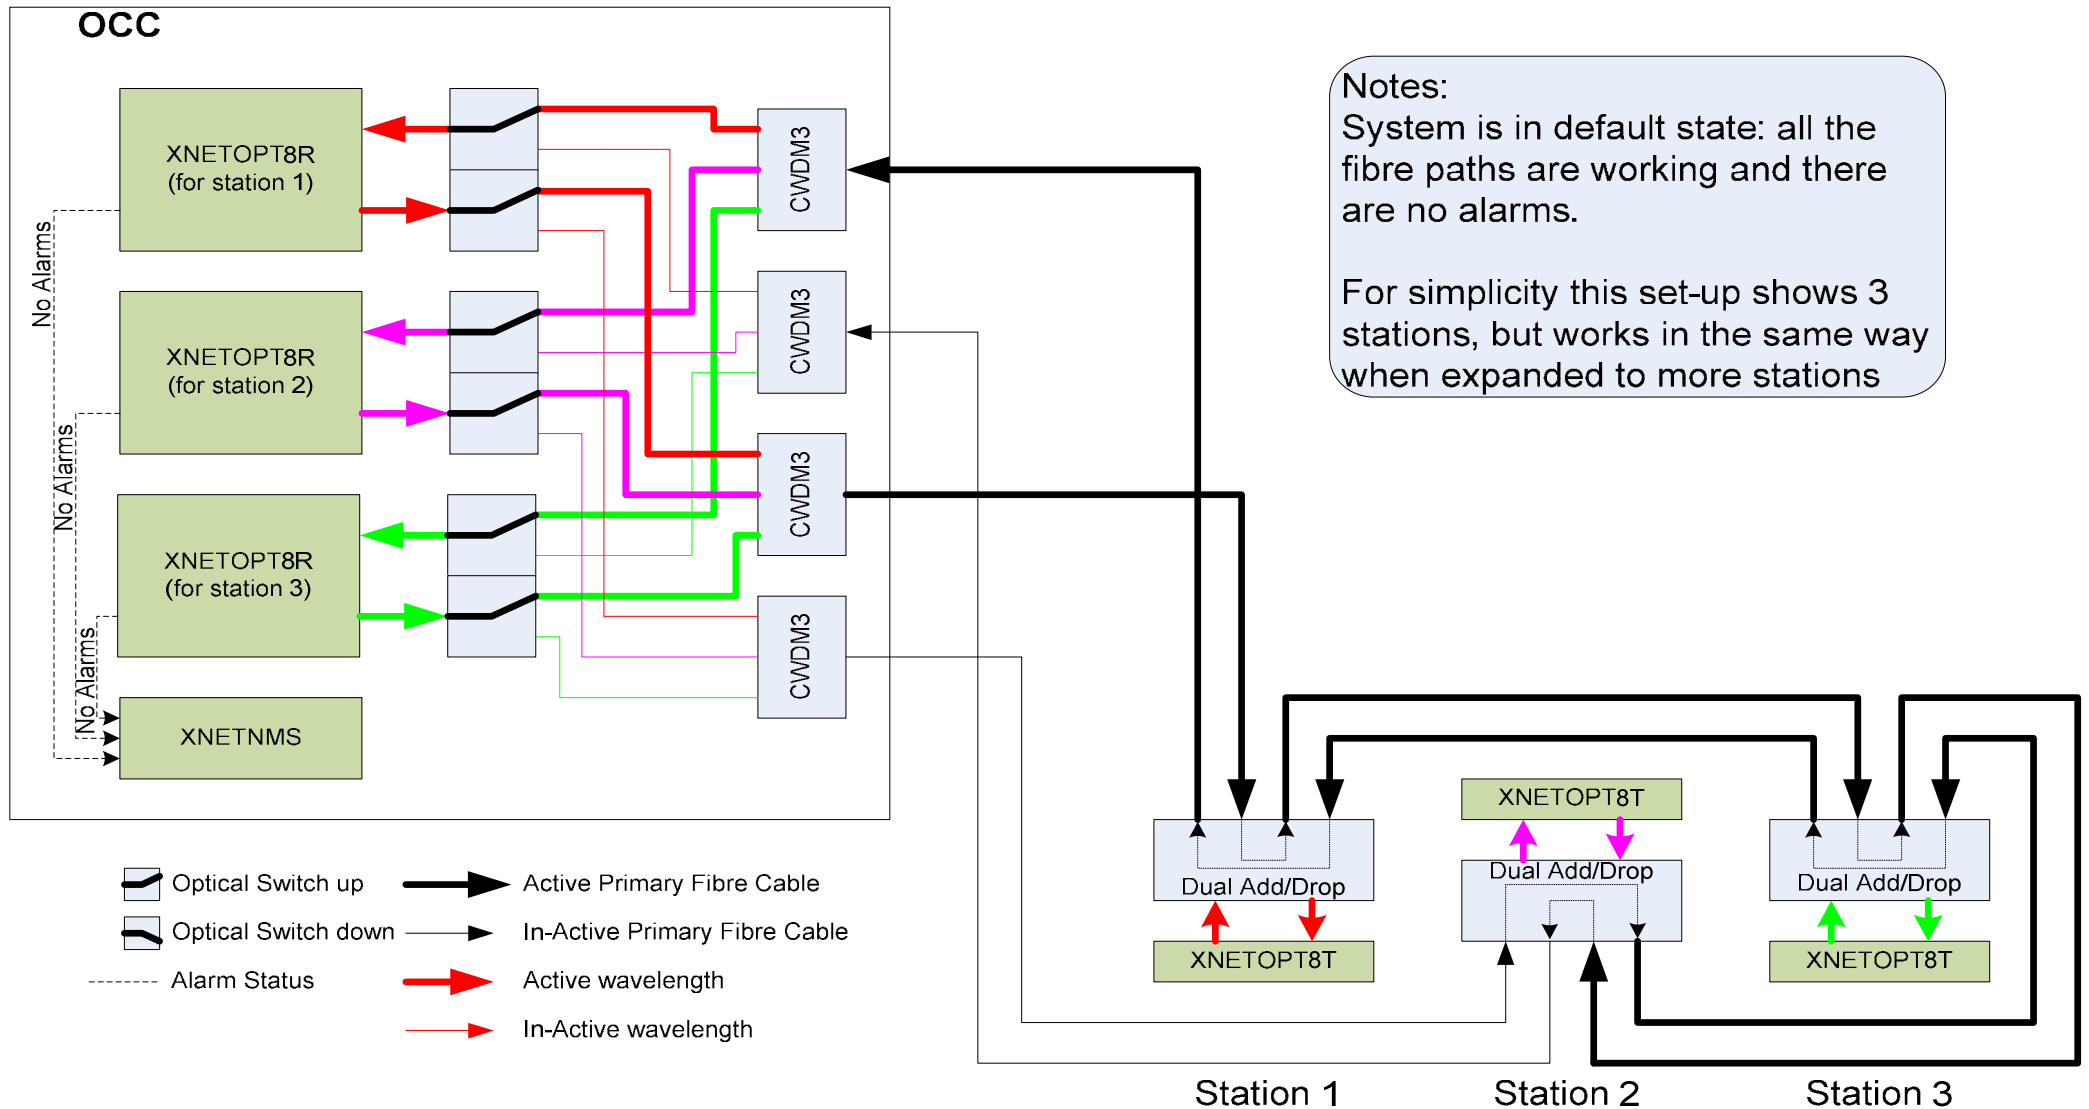 OCC
XNETOPT8R
(for station 1)
CWDM3
Notes:
System is in default state: all the
fibre paths are working and there
are no alarms.
For simplicity this set-up shows 3
stations, but works in the same way
when expanded to more stations
No Alarms
XNETOPT8R
(for station 2)
CWDM3
No Alarms
CWDM3
XNETOPT8R
(for station 3)
CWDM3
No Alarms
XNETNMS
XNETOPT8T
Dual Add/Drop
Dual Add/Drop
Dual Add/Drop
XNETOPT8T
XNETOPT8T
Optical Switch up
Active Primary Fibre Cable
Optical Switch down
In-Active Primary Fibre Cable
Alarm Status
Active wavelength
In-Active wavelength
Station 1
Station 2
Station 3